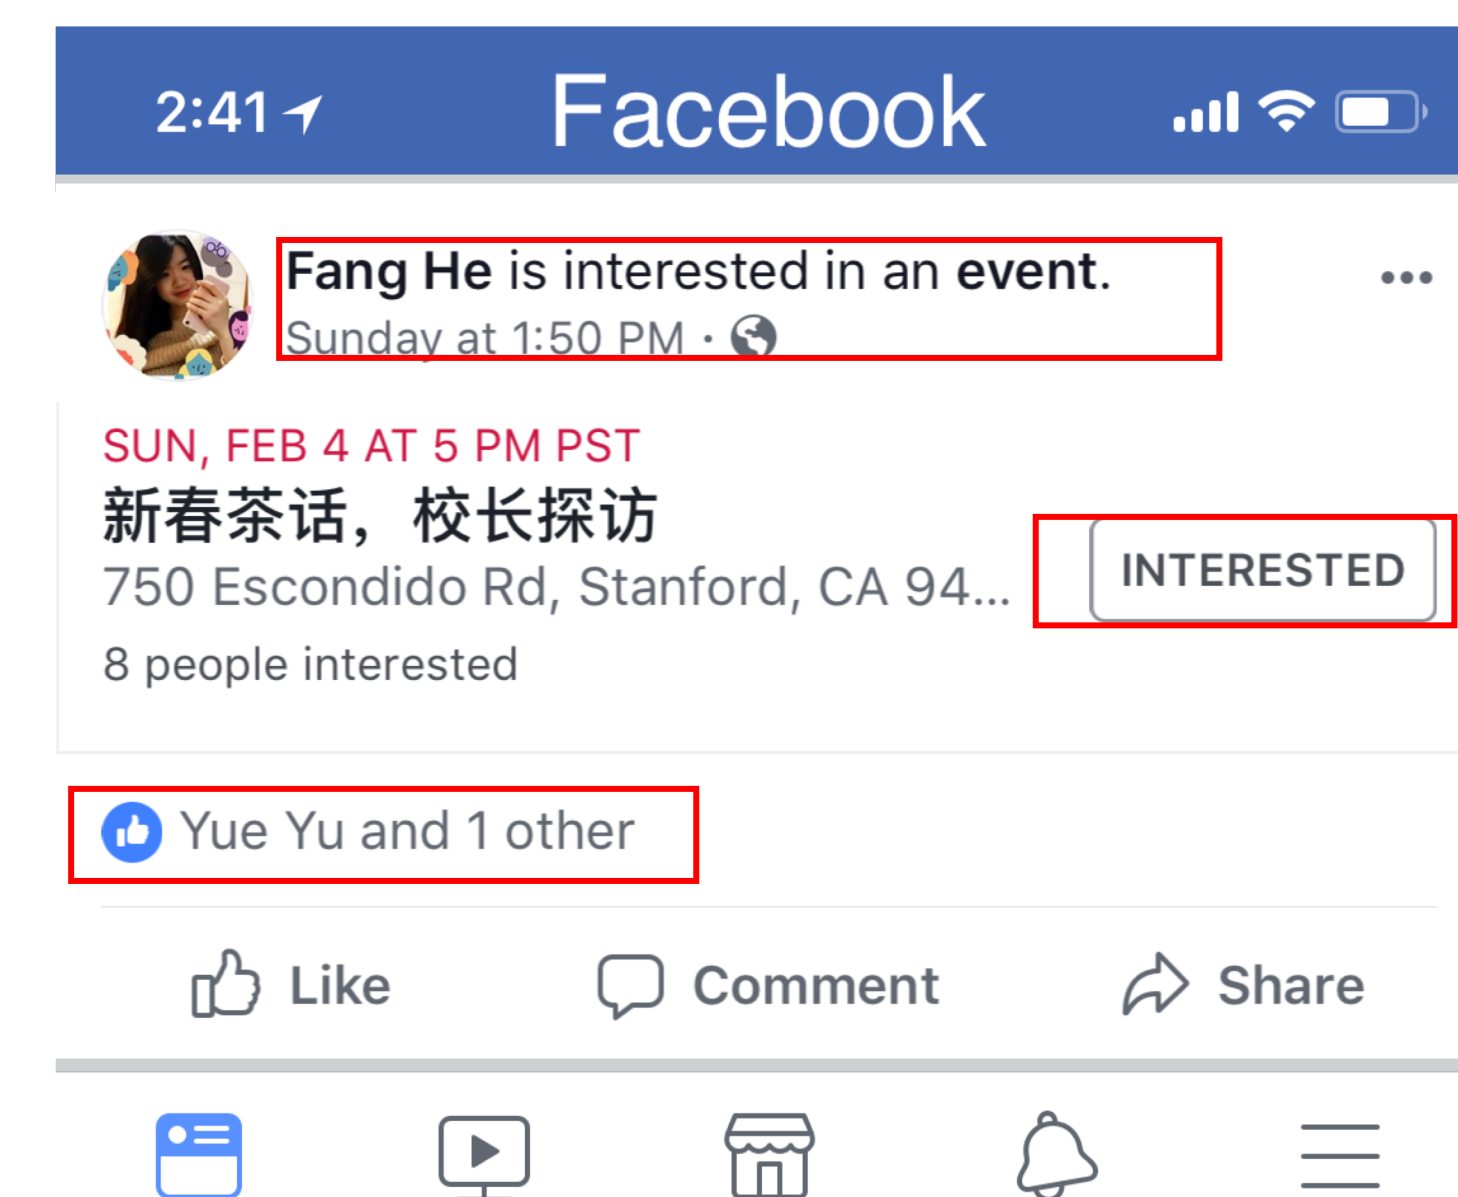 2:41 Facebook
Fang He is interested in an event.
Sunday at 1:50 PM ·
SUN, FEB 4 AT 5 PM PST
新春茶话，校长探访
750 Escondido Rd, Stanford, CA 94...
INTERESTED
8 people interested
Yue Yu and 1 other
Like Comment Share